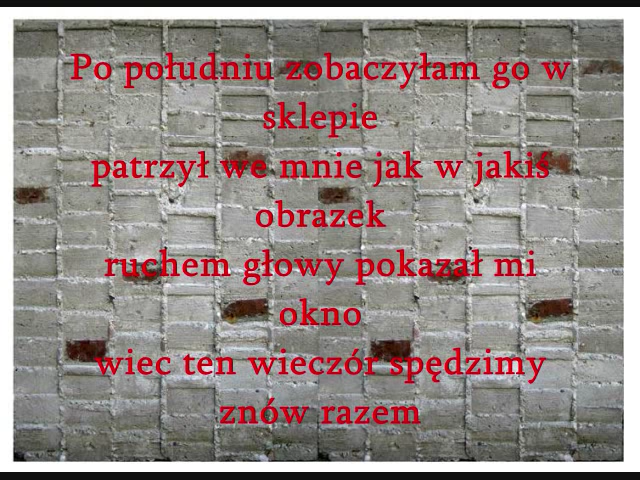 Po południu zobaczyłam go w
sklepie
patrzył we mnie jak w jakiś
obrazek
ruchem głowy pokazał mi
okno
wiec ten wieczór spędzimy
znów razem